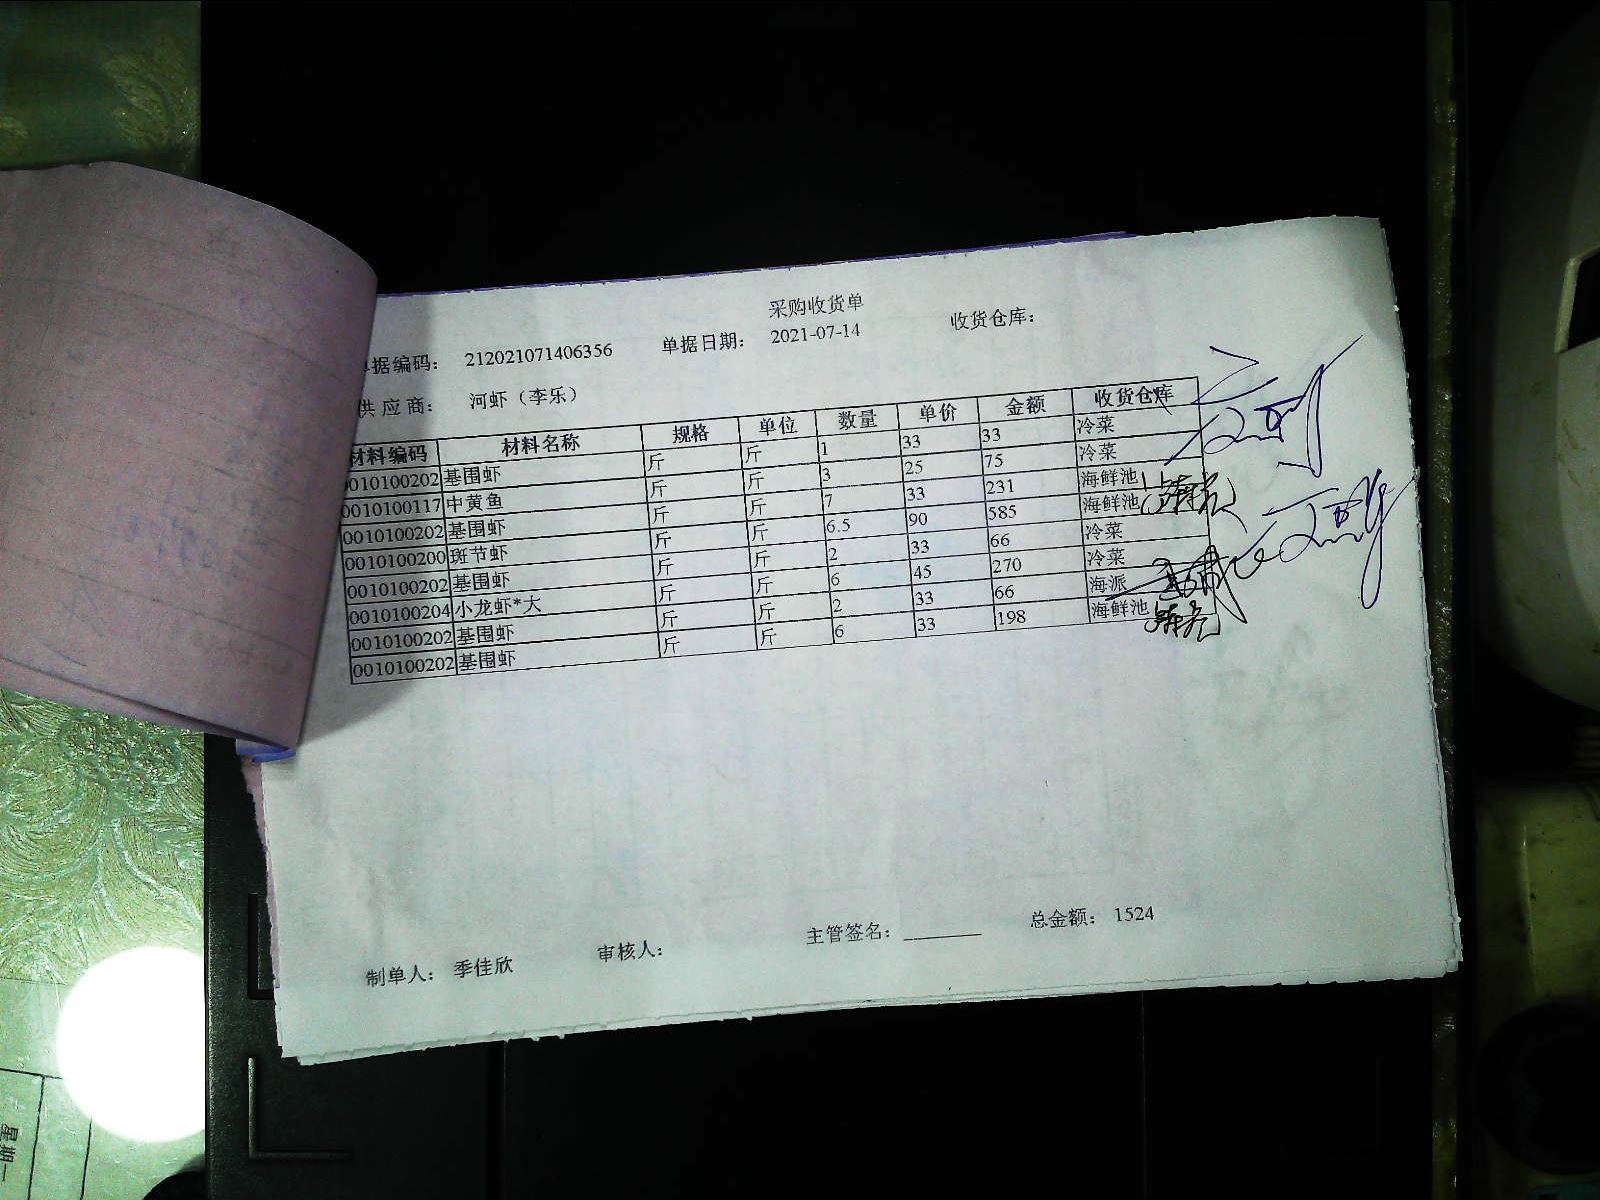 采购收货单
据编码： 212021071406356 单据日期： 2021-07-14 收货仓库：
供 应 商： 河虾（李乐）
材料编码 材料名称 规格 单位 数量 单价 金额 收货仓库
0010100202 基围虾 斤 斤 1 33 33 冷菜
0010100117 中黄鱼 斤 斤 3 25 75 冷菜
0010100202 基围虾 斤 斤 7 33 231 海鲜池
0010100200 斑节虾 斤 斤 6.5 90 585 海鲜池
0010100202 基围虾 斤 斤 2 33 66 冷菜
0010100204 小龙虾*大 斤 斤 6 45 270 冷菜
0010100202 基围虾 斤 斤 2 33 66 海派
0010100202 基围虾 斤 斤 6 33 198 海鲜池
制单人： 季佳欣 审核人： 主管签名：________ 总金额： 1524
星期一